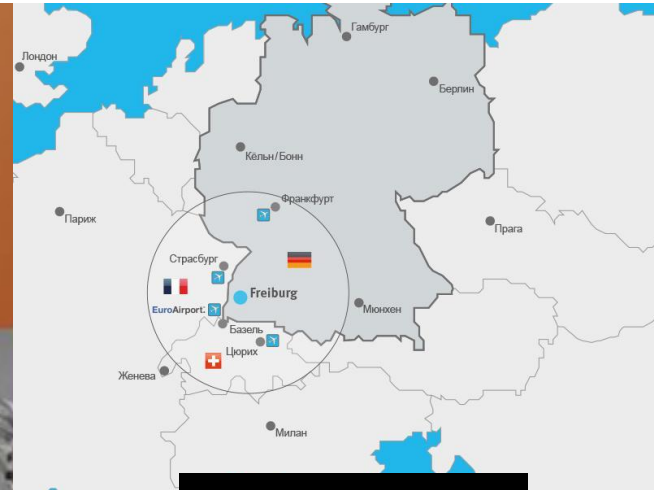 Гамбург
Лондон
Берлин
Кёльн/Бонн
Франкфурт
Париж
Прага
Страсбург
Freiburg
EuroAirport.
Мюнхен
Базель
Цюрих
Женева
Милан